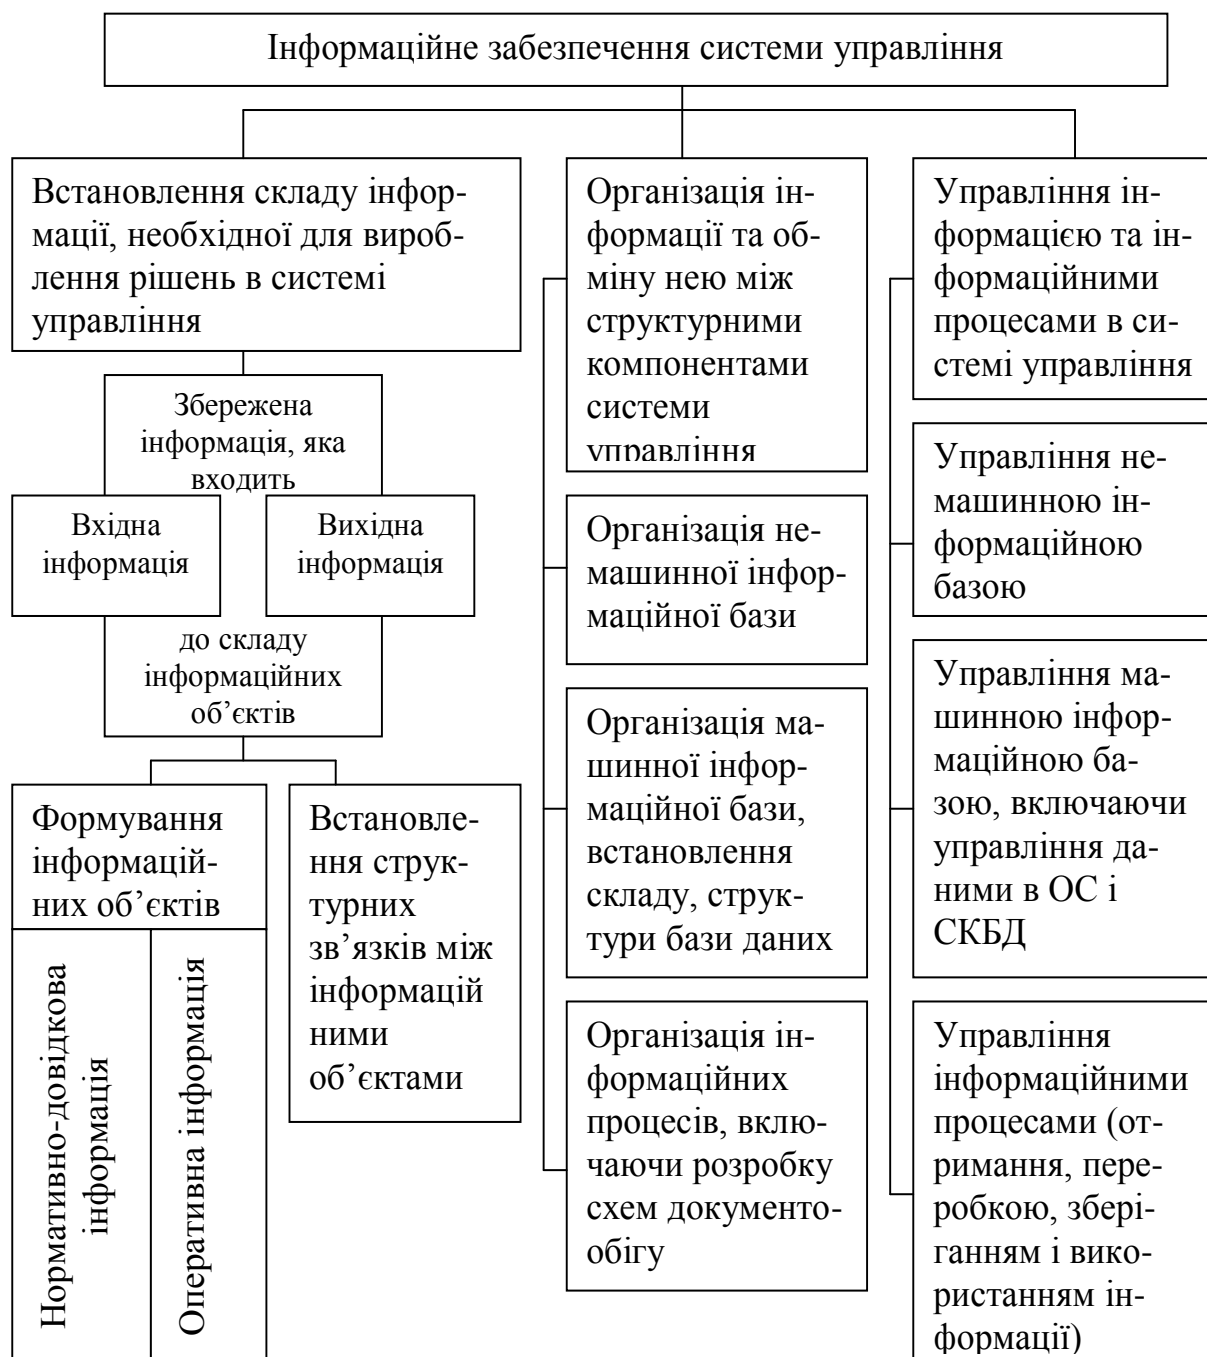 Інформаційне забезпечення системи управління
Встановлення складу інфор-
мації, необхідної для вироб-
лення рішень в системі
управління
Збережена
інформація, яка
входить
Вхідна
інформація
Вихідна
інформація
до складу
інформаційних
об’єктів
Формування
інформацій-
них об’єктів
Нормативно-довідкова
інформація
Оперативна інформація
Встановле-
ння струк-
турних
зв’язків між
інформацій
ними
об’єктами
Організація ін-
формації та об-
міну нею між
структурними
компонентами
системи
управління
Організація не-
машинної інфор-
маційної бази
Організація ма-
шинної інфор-
маційної бази,
встановлення
складу, струк-
тури бази даних
Організація ін-
формаційних
процесів, вклю-
чаючи розробку
схем документо-
обігу
Управління ін-
формацією та ін-
формаційними
процесами в си-
стемі управління
Управління не-
машинною ін-
формаційною
базою
Управління ма-
шинною інфор-
маційною ба-
зою, включаючи
управління да-
ними в ОС і
СКБД
Управління
інформаційними
процесами (от-
римання, пере-
робкою, збері-
ганням і вико-
ристанням ін-
формації)